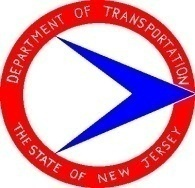 DEPARTMENT OF TRANSPORTATION
THE STATE OF NEW JERSEY